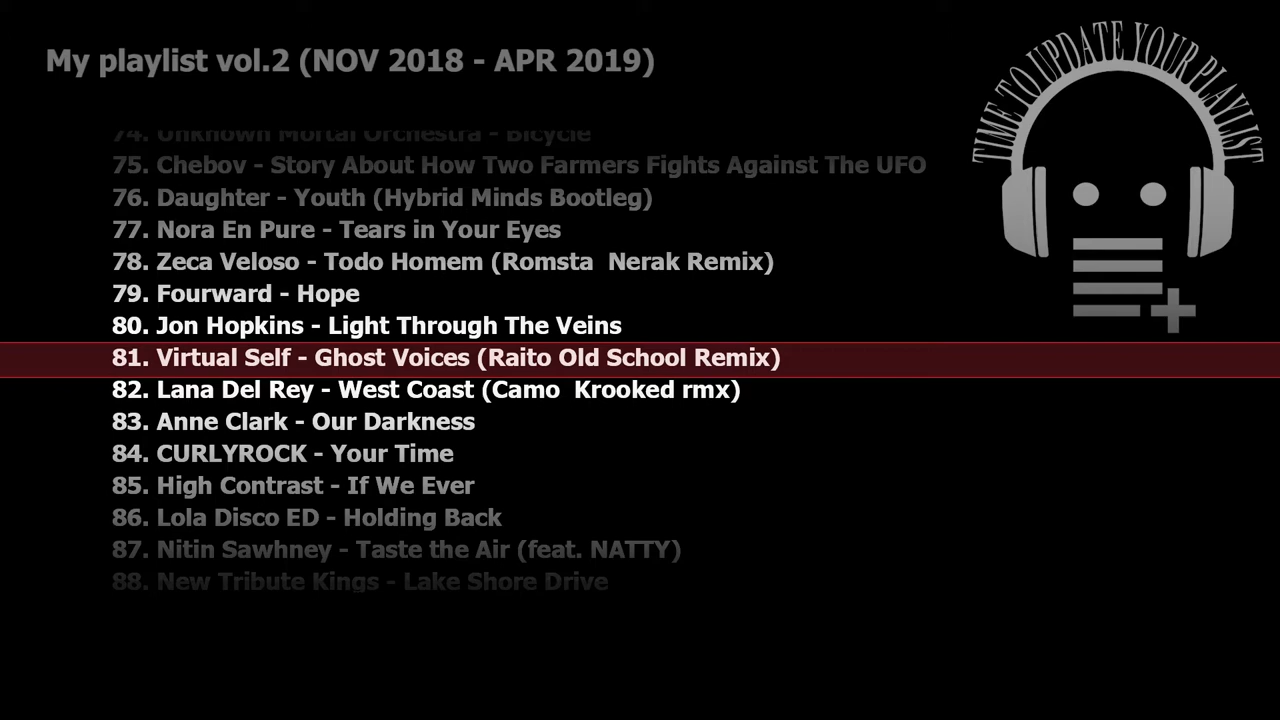 My playlist vol.2 (NOV 2018 - APR 2019)
TIME TO UPDATE YOUR PLAYLIST
74. Unknown Mortal Orchestra - Bicycle
75. Chebov - Story About How Two Farmers Fights Against The UFO
76. Daughter - Youth (Hybrid Minds Bootleg)
77. Nora En Pure - Tears in Your Eyes
78. Zeca Veloso - Todo Homem (Romsta  Nerak Remix)
79. Fourward - Hope
80. Jon Hopkins - Light Through The Veins
81. Virtual Self - Ghost Voices (Raito Old School Remix)
82. Lana Del Rey - West Coast (Camo  Krooked rmx)
83. Anne Clark - Our Darkness
84. CURLYROCK - Your Time
85. High Contrast - If We Ever
86. Lola Disco ED - Holding Back
87. Nitin Sawhney - Taste the Air (feat. NATTY)
88. New Tribute Kings - Lake Shore Drive